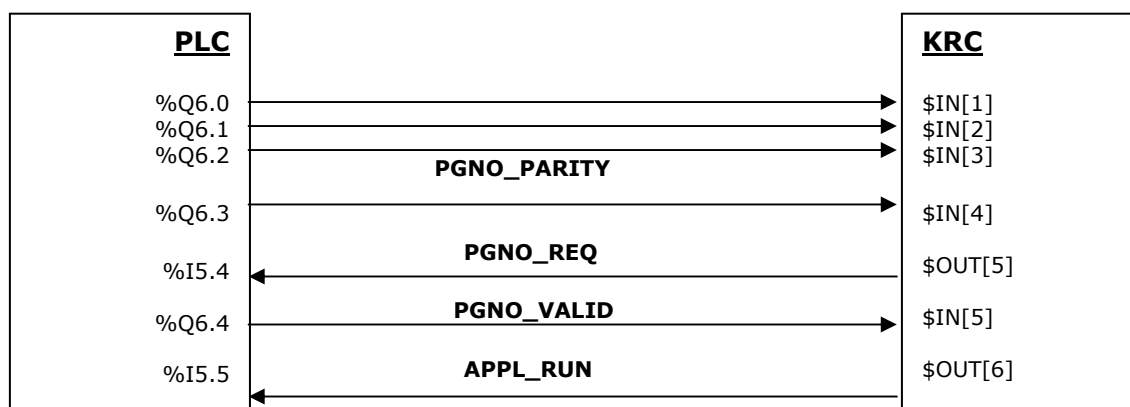 PLC KRC
%Q6.0 $IN[1]
%Q6.1 $IN[2]
%Q6.2 $IN[3]
PGNO_PARITY
%Q6.3 $IN[4]
PGNO_REQ
%I5.4 $OUT[5]
PGNO_VALID
%Q6.4 $IN[5]
APPL_RUN
%I5.5 $OUT[6]